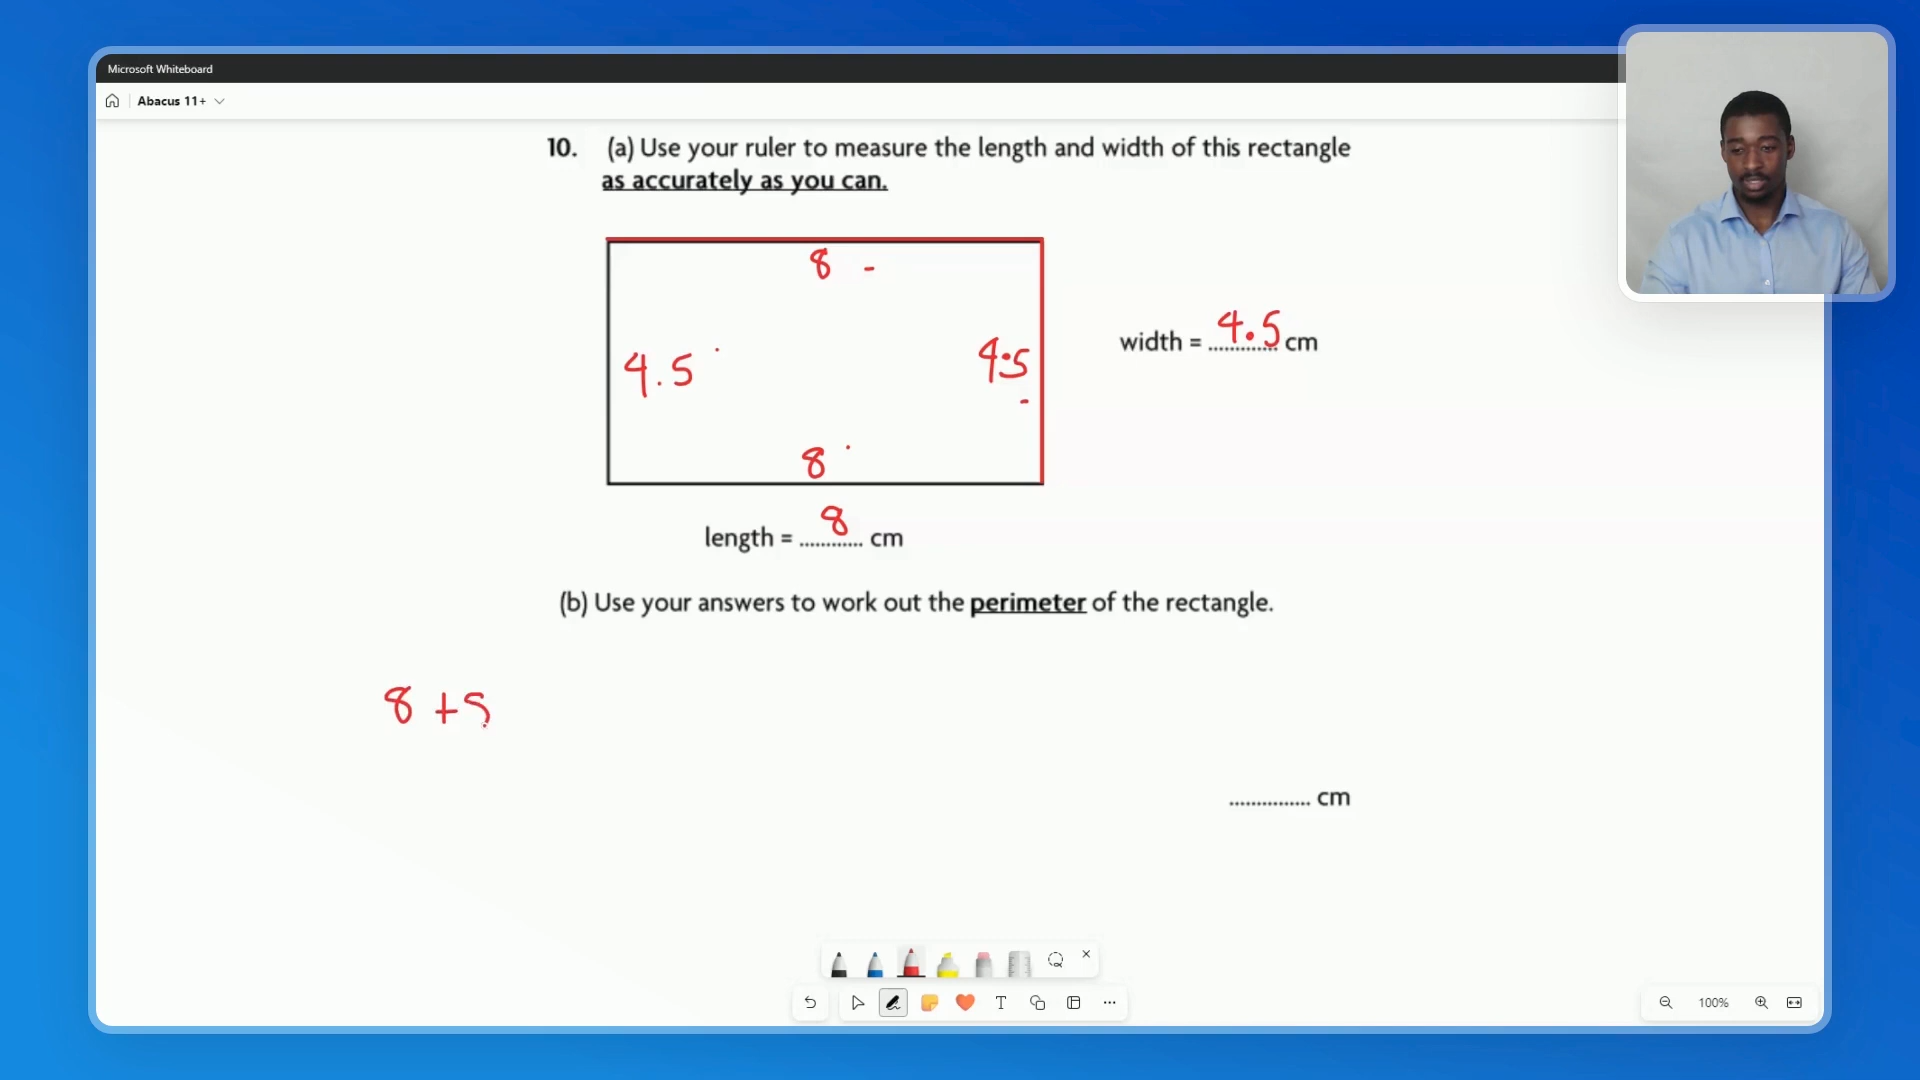 Microsoft Whiteboard
Abacus 11+
10. (a) Use your ruler to measure the length and width of this rectangle
as accurately as you can.
8 -
4.5
4.5
-
8
width = 4.5 cm
length = 8 cm
(b) Use your answers to work out the perimeter of the rectangle.
8 +
............... cm
T
100%